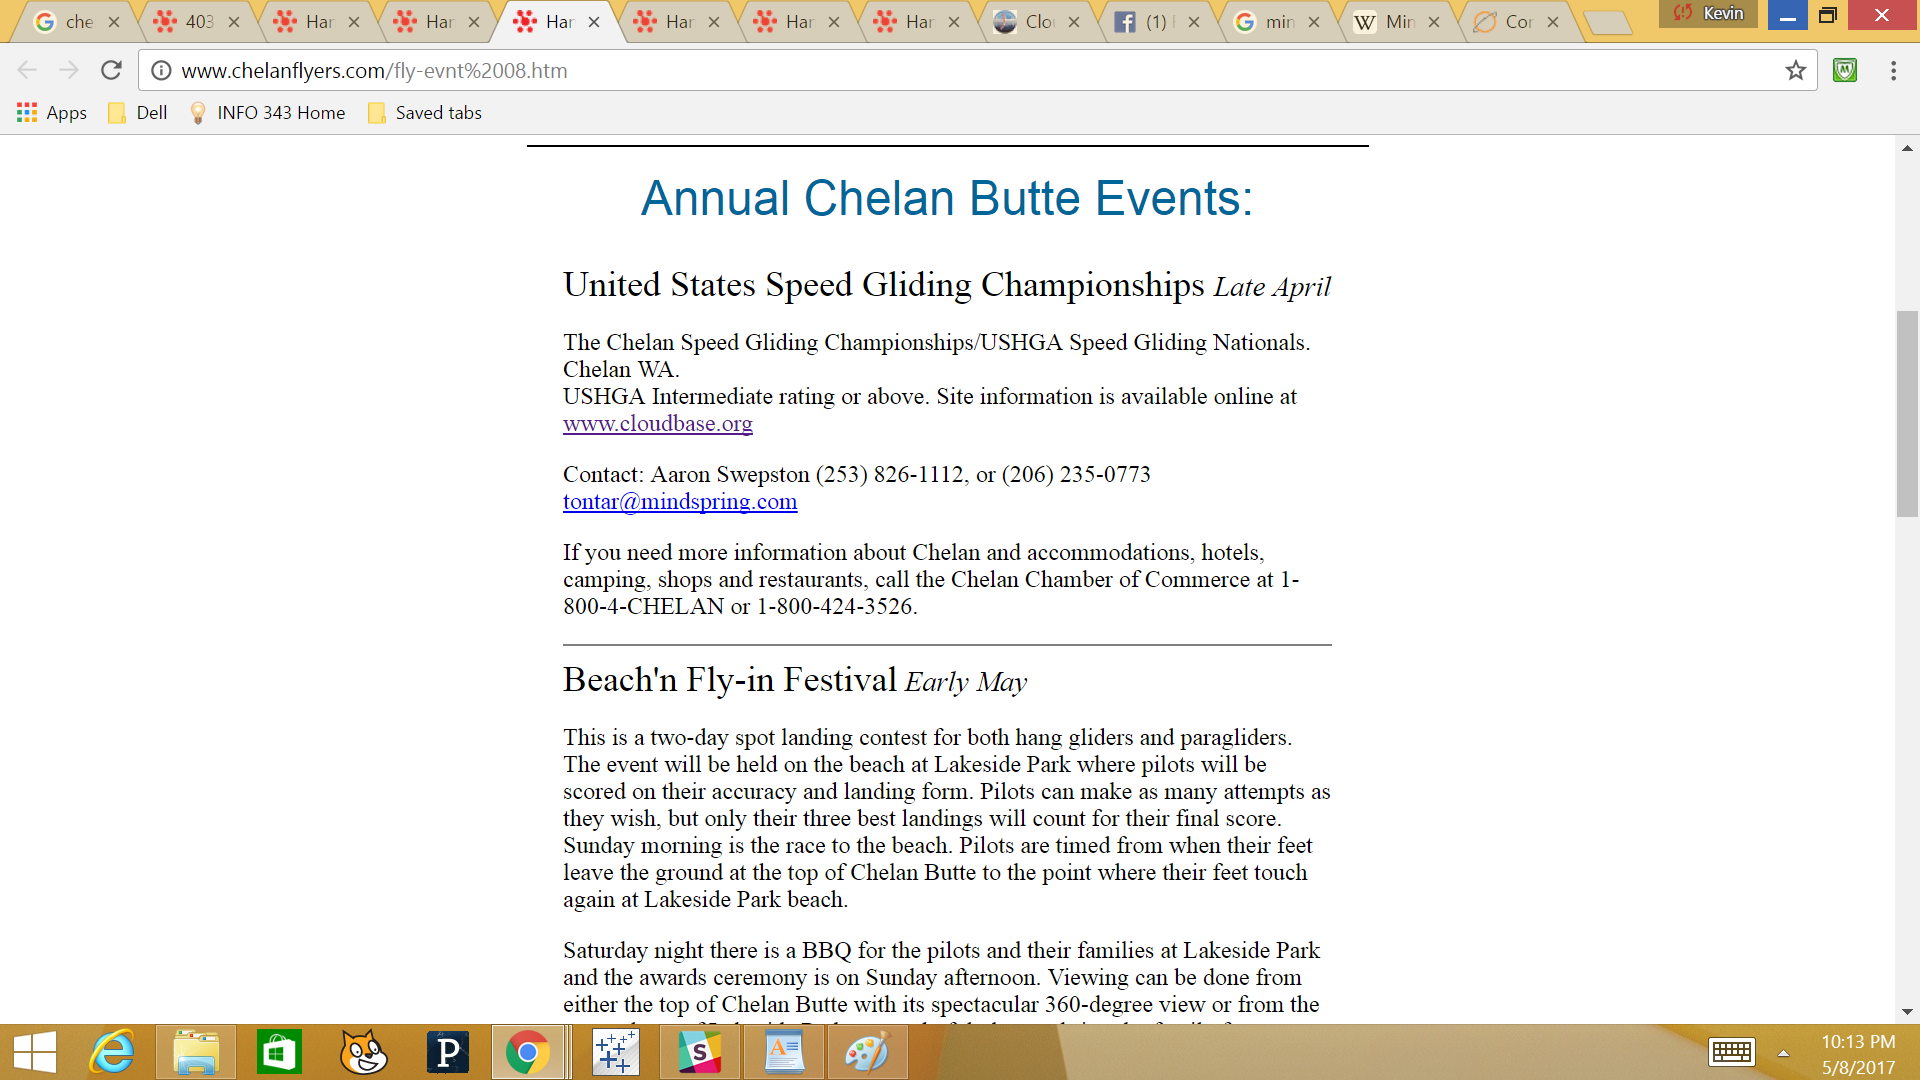 che
403
Har
Har
Har
Har
Har
Har
Clo
(1)
min
Min
Cor
Kevin
www.chelanflyers.com/fly-evnt%2008.htm
Apps
Dell
INFO 343 Home
Saved tabs
Annual Chelan Butte Events:
United States Speed Gliding Championships Late April
The Chelan Speed Gliding Championships/USHGA Speed Gliding Nationals.
Chelan WA.
USHGA Intermediate rating or above. Site information is available online at
www.cloudbase.org
Contact: Aaron Swepston (253) 826-1112, or (206) 235-0773
tontar@mindspring.com
If you need more information about Chelan and accommodations, hotels,
camping, shops and restaurants, call the Chelan Chamber of Commerce at 1-
800-4-CHELAN or 1-800-424-3526.
Beach'n Fly-in Festival Early May
This is a two-day spot landing contest for both hang gliders and paragliders.
The event will be held on the beach at Lakeside Park where pilots will be
scored on their accuracy and landing form. Pilots can make as many attempts as
they wish, but only their three best landings will count for their final score.
Sunday morning is the race to the beach. Pilots are timed from when their feet
leave the ground at the top of Chelan Butte to the point where their feet touch
again at Lakeside Park beach.
Saturday night there is a BBQ for the pilots and their families at Lakeside Park
and the awards ceremony is on Sunday afternoon. Viewing can be done from
either the top of Chelan Butte with its spectacular 360-degree view or from the
10:13 PM
5/8/2017